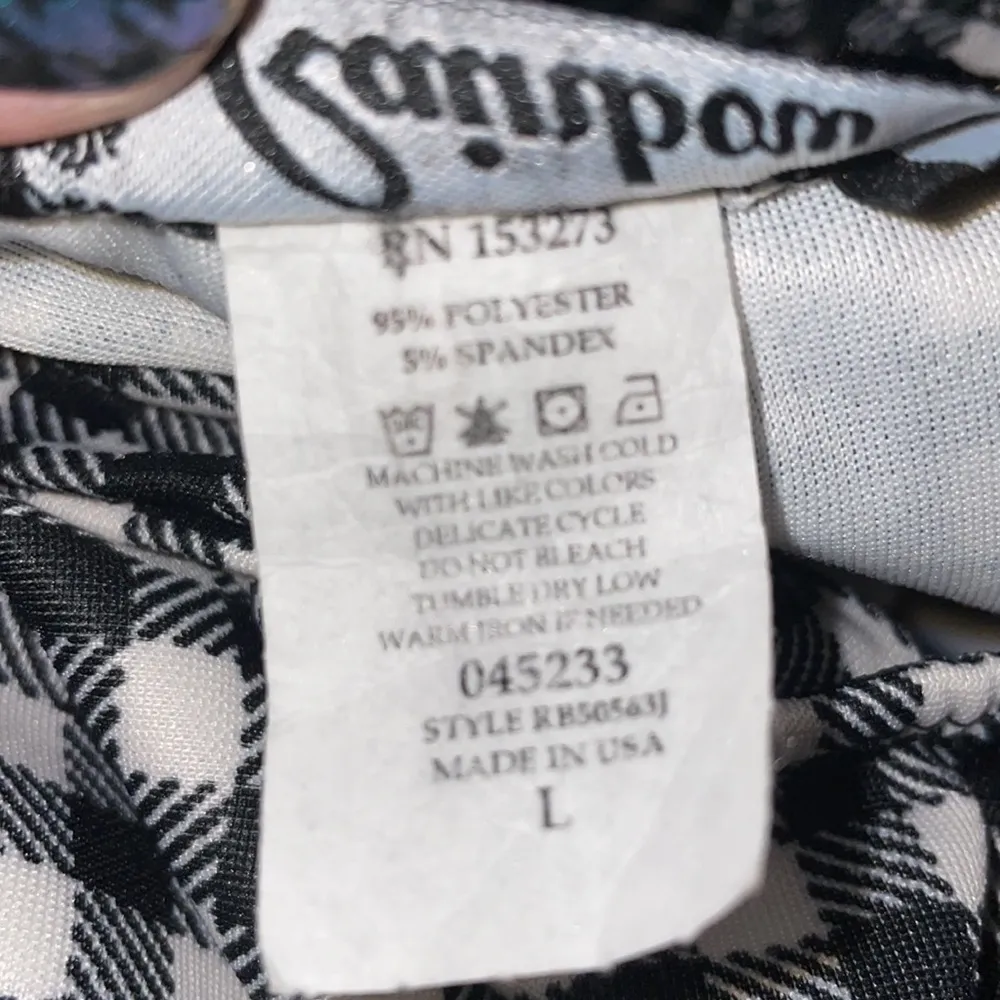 RN 153273
95% POLYESTER
5% SPANDEX
MACHINE WASH COLD
WITH LIKE COLORS
DELICATE CYCLE
DO NOT BLEACH
TUMBLE DRY LOW
WARM IRON IF NEEDED
045233
STYLE RB50563J
MADE IN USA
L